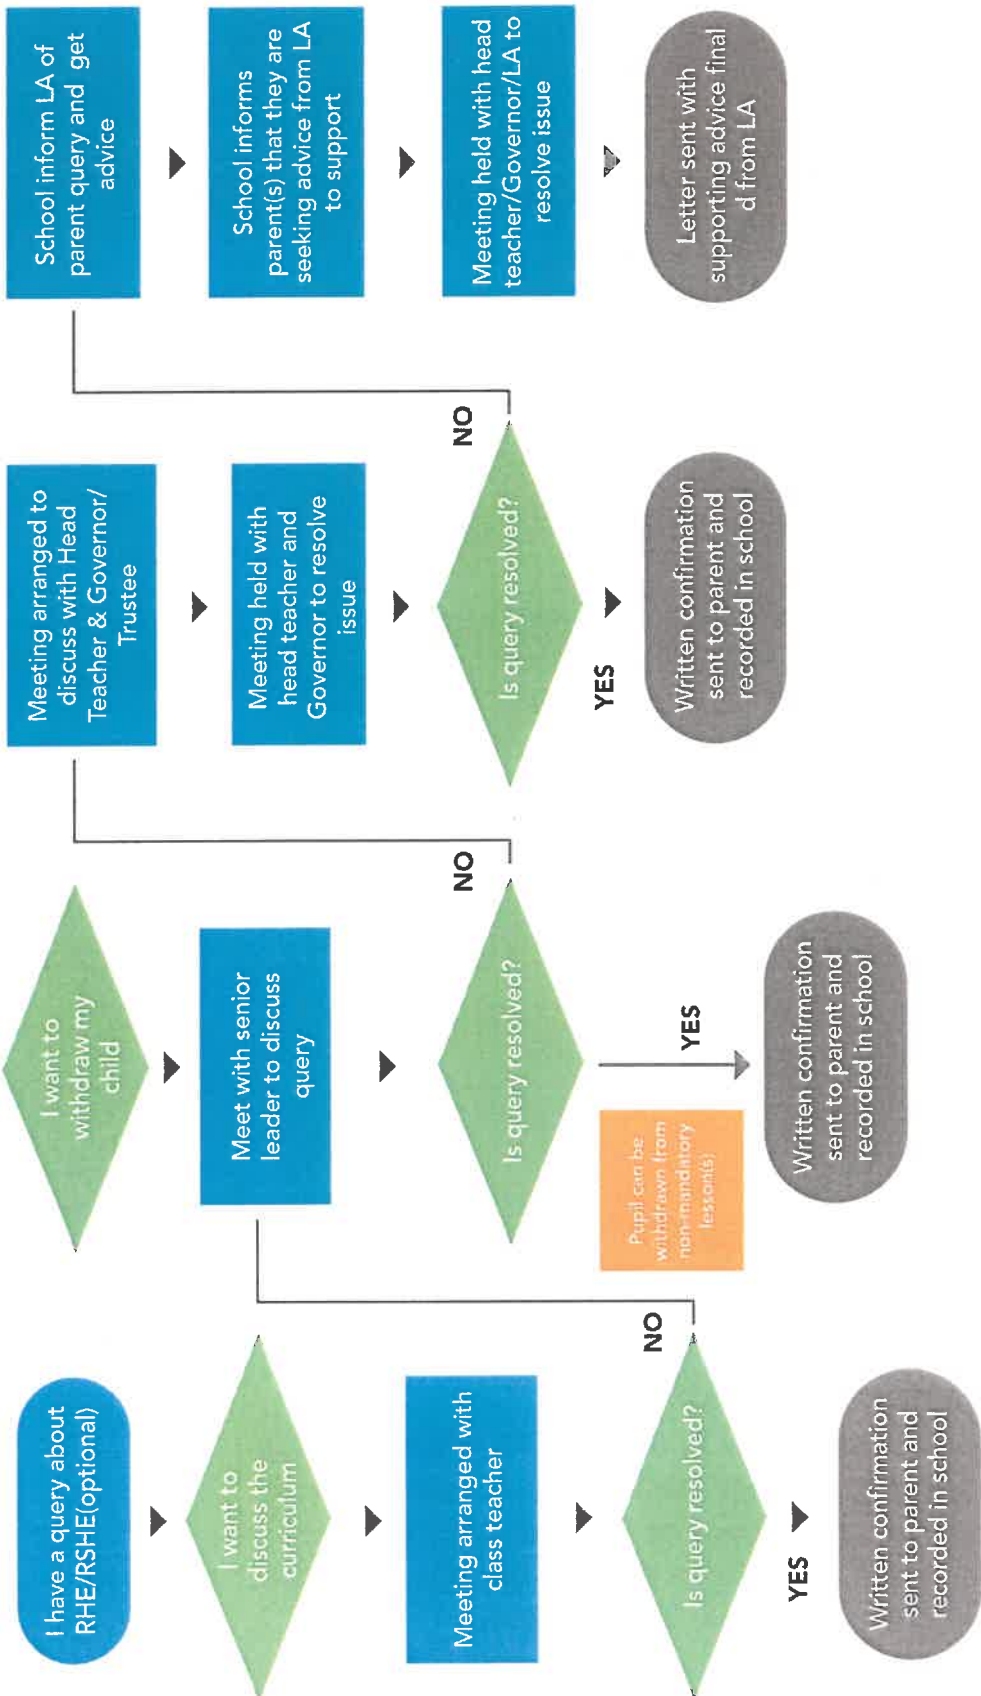 I have a query about
RHE/RSHE(optional)
I want to
discuss the
curriculum
Meeting arranged with
class teacher
Is query resolved?
NO
YES
Written confirmation
sent to parent and
recorded in school
I want to
withdraw my
child
Meet with senior
leader to discuss
query
Is query resolved?
NO
Pupil can be
withdrawn from
non-mandatory
lesson(s)
YES
Written confirmation
sent to parent and
recorded in school
Meeting arranged to
discuss with Head
Teacher & Governor/
Trustee
Meeting held with
head teacher and
Governor to resolve
issue
Is query resolved?
NO
YES
Written confirmation
sent to parent and
recorded in school
School inform LA of
parent query and get
advice
School informs
parent(s) that they are
seeking advice from LA
to support
Meeting held with head
teacher/Governor/LA to
resolve issue
Letter sent with
supporting advice final
d from LA